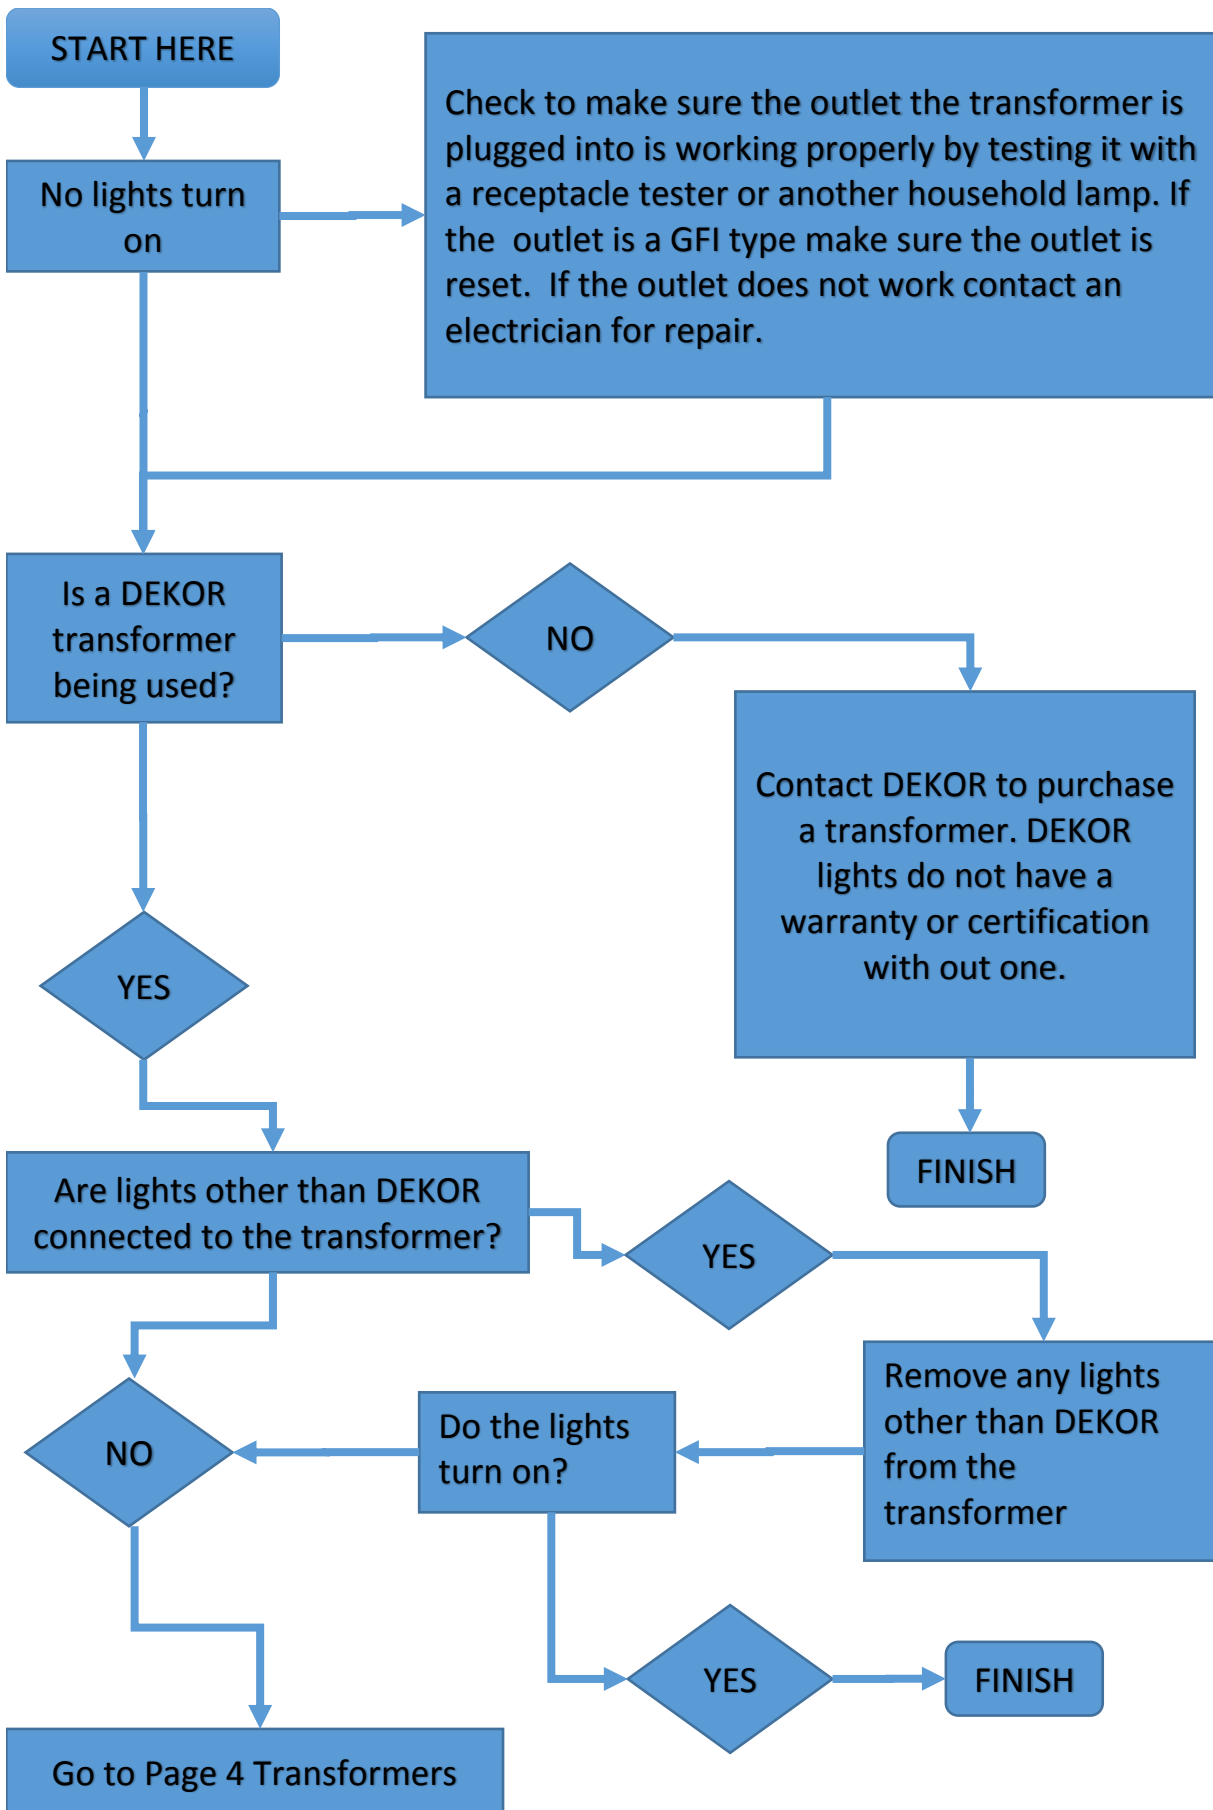 START HERE
No lights turn
on
Check to make sure the outlet the transformer is
plugged into is working properly by testing it with
a receptacle tester or another household lamp. If
the  outlet is a GFI type make sure the outlet is
reset.  If the outlet does not work contact an
electrician for repair.
Is a DEKOR
transformer
being used?
NO
Contact DEKOR to purchase
a transformer. DEKOR
lights do not have a
warranty or certification
with out one.
YES
FINISH
Are lights other than DEKOR
connected to the transformer?
YES
Remove any lights
other than DEKOR
from the
transformer
Do the lights
turn on?
NO
YES
FINISH
Go to Page 4 Transformers